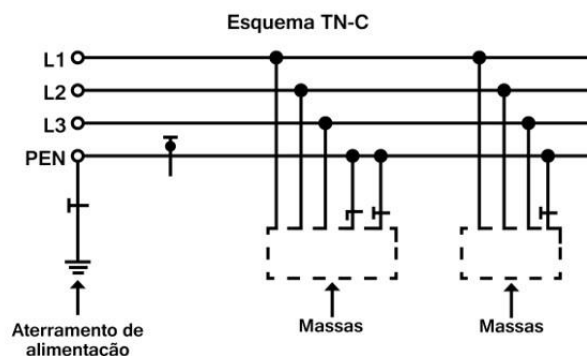 Esquema TN-C
L1
L2
L3
PEN
Aterramento de
alimentação
Massas
Massas